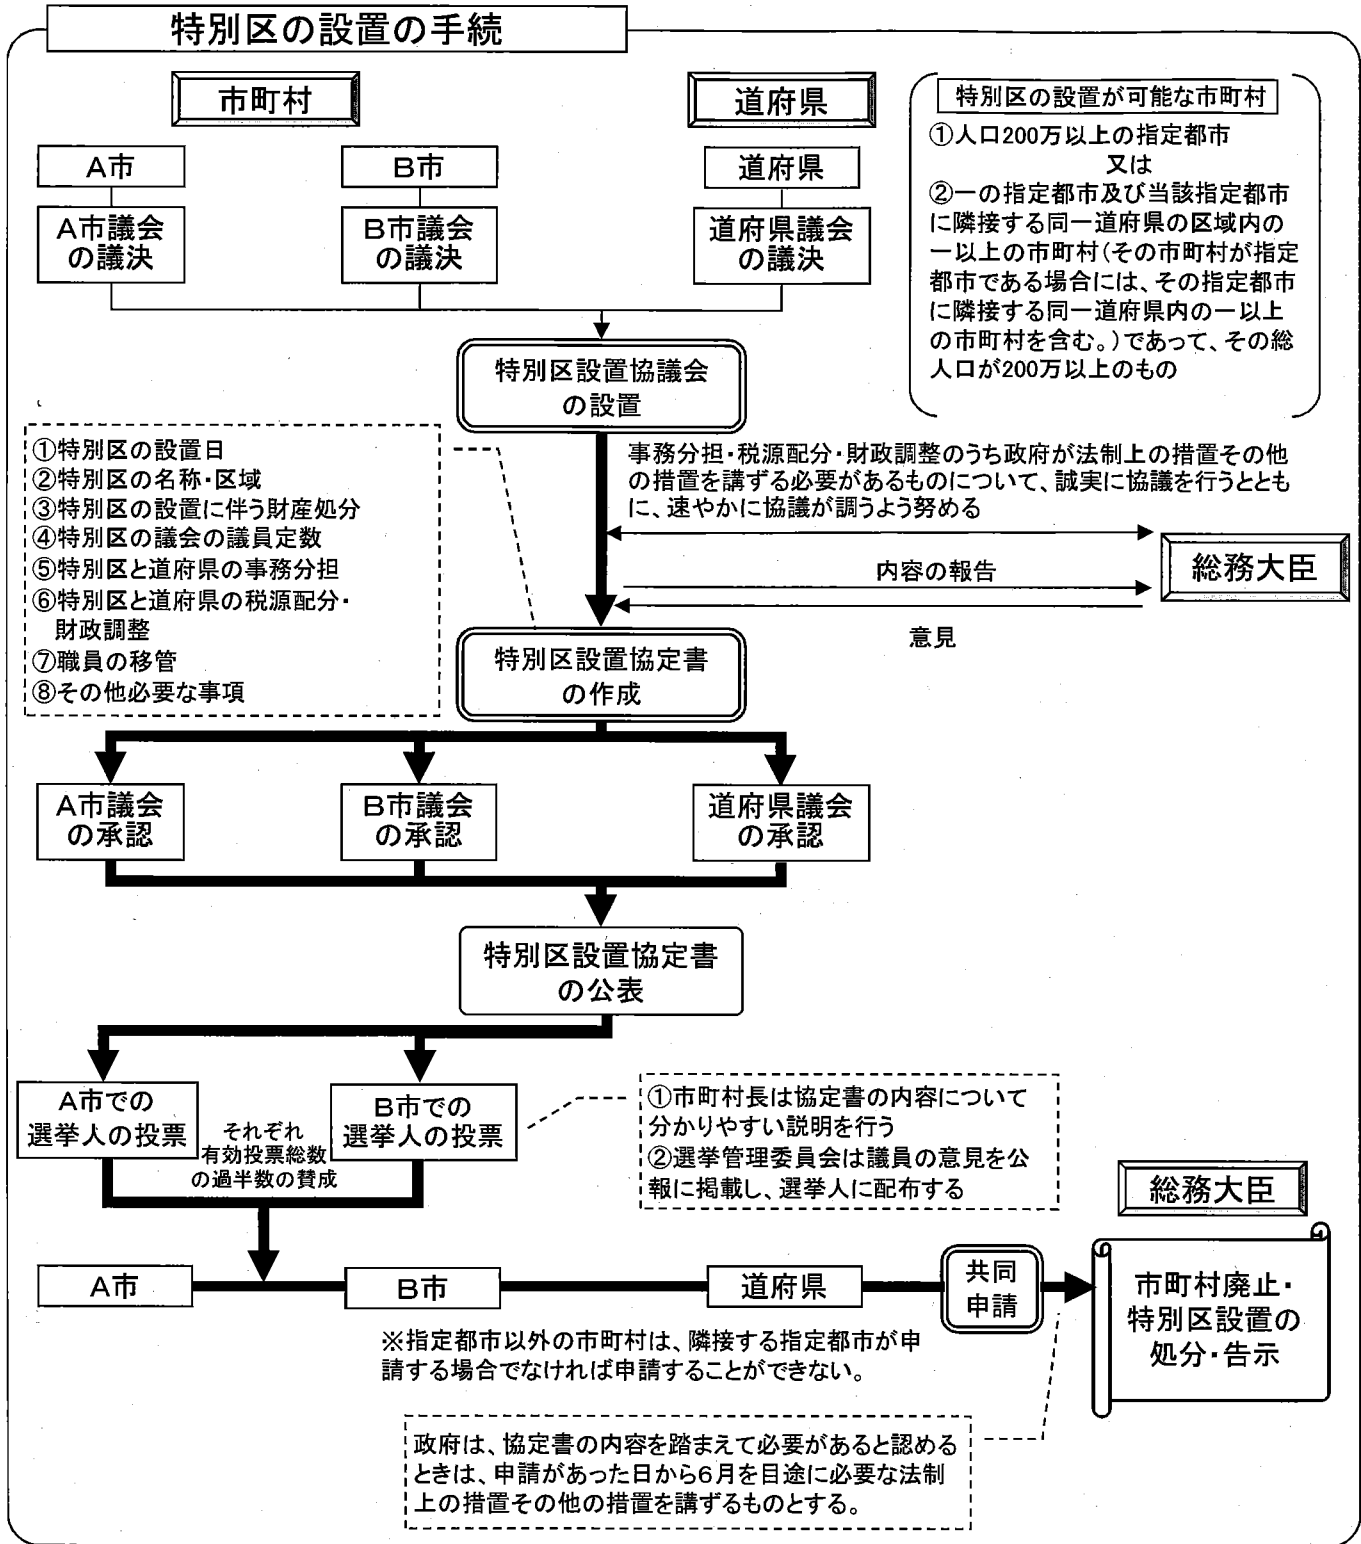 特別区の設置の手続
市町村
道府県
特別区の設置が可能な市町村
①人口200万以上の指定都市
又は
②一の指定都市及び当該指定都市
に隣接する同一道府県の区域内の
一以上の市町村(その市町村が指定
都市である場合には、その指定都市
に隣接する同一道府県内の一以上
の市町村を含む。)であって、その総
人口が200万以上のもの
A市
B市
道府県
A市議会
の議決
B市議会
の議決
道府県議会
の議決
特別区設置協議会
の設置
①特別区の設置日
②特別区の名称・区域
③特別区の設置に伴う財産処分
④特別区の議会の議員定数
⑤特別区と道府県の事務分担
⑥特別区と道府県の税源配分・
財政調整
⑦職員の移管
⑧その他必要な事項
事務分担・税源配分・財政調整のうち政府が法制上の措置その他
の措置を講ずる必要があるものについて、誠実に協議を行うととも
に、速やかに協議が調うよう努める
総務大臣
内容の報告
意見
特別区設置協定書
の作成
A市議会
の承認
B市議会
の承認
道府県議会
の承認
特別区設置協定書
の公表
A市での
選挙人の投票
それぞれ
有効投票総数
の過半数の賛成
B市での
選挙人の投票
①市町村長は協定書の内容について
分かりやすい説明を行う
②選挙管理委員会は議員の意見を公
報に掲載し、選挙人に配布する
総務大臣
A市
B市
道府県
共同
申請
市町村廃止・
特別区設置の
処分・告示
※指定都市以外の市町村は、隣接する指定都市が申
請する場合でなければ申請することができない。
政府は、協定書の内容を踏まえて必要があると認める
ときは、申請があった日から6月を目途に必要な法制
上の措置その他の措置を講ずるものとする。